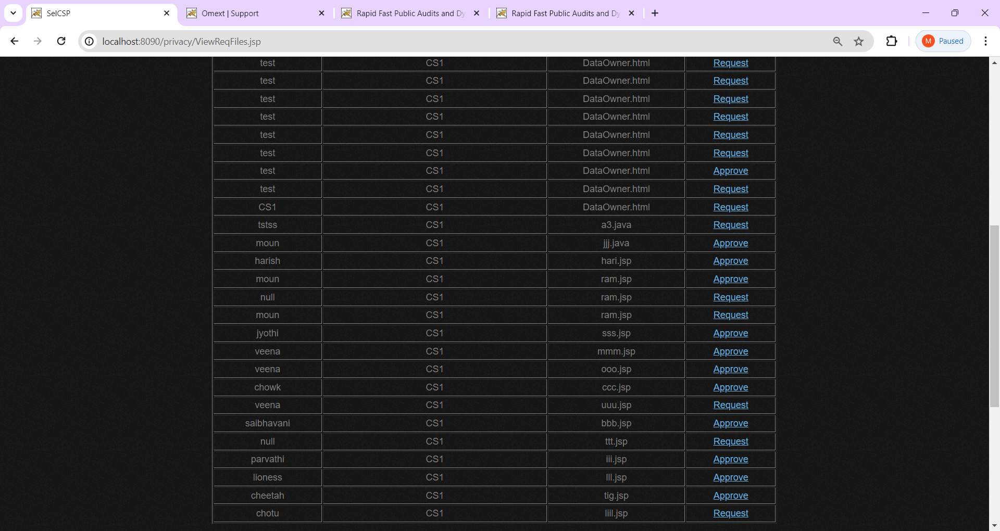 SelCSP
Omext | Support
Rapid Fast Public Audits and Dy
Rapid Fast Public Audits and Dy
localhost:8090/privacy/ViewReqFiles.jsp
M Paused
test CS1 DataOwner.html Request
test CS1 DataOwner.html Request
test CS1 DataOwner.html Request
test CS1 DataOwner.html Request
test CS1 DataOwner.html Request
test CS1 DataOwner.html Request
test CS1 DataOwner.html Approve
test CS1 DataOwner.html Request
CS1 CS1 DataOwner.html Request
tstss CS1 a3.java Request
moun CS1 jjj.java Approve
harish CS1 hari.jsp Approve
moun CS1 ram.jsp Approve
null CS1 ram.jsp Request
moun CS1 ram.jsp Request
jyothi CS1 sss.jsp Approve
veena CS1 mmm.jsp Approve
veena CS1 ooo.jsp Approve
chowk CS1 ccc.jsp Approve
veena CS1 uuu.jsp Request
saibhavani CS1 bbb.jsp Approve
null CS1 ttt.jsp Request
parvathi CS1 iii.jsp Approve
lioness CS1 lll.jsp Approve
cheetah CS1 tig.jsp Approve
chotu CS1 liil.jsp Request